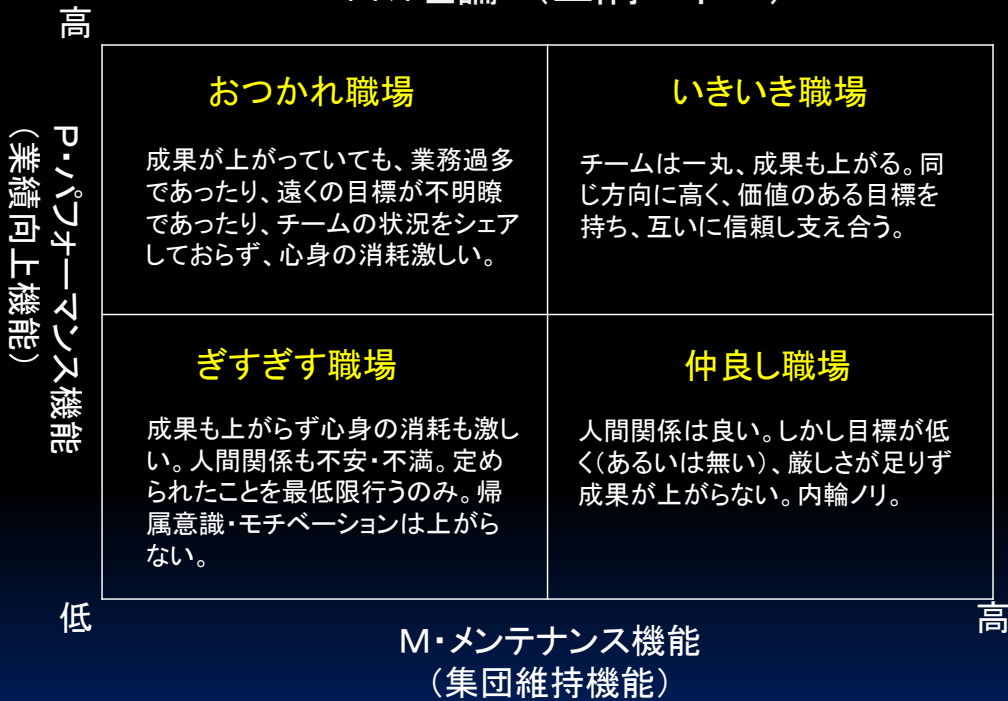 高
P・パフォーマンス機能
（業績向上機能）
おつかれ職場
成果が上がっていても、業務過多
であったり、遠くの目標が不明瞭
であったり、チームの状況をシェア
しておらず、心身の消耗激しい。
いきいき職場
チームは一丸、成果も上がる。同
じ方向に高く、価値のある目標を
持ち、互いに信頼し支え合う。
ぎすぎす職場
成果も上がらず心身の消耗も激し
い。人間関係も不安・不満。定め
られたことを最低限行うのみ。帰
属意識・モチベーションは上がら
ない。
仲良し職場
人間関係は良い。しかし目標が低
く(あるいは無い)、厳しさが足りず
成果が上がらない。内輪ノリ。
低
高
M・メンテナンス機能
（集団維持機能）